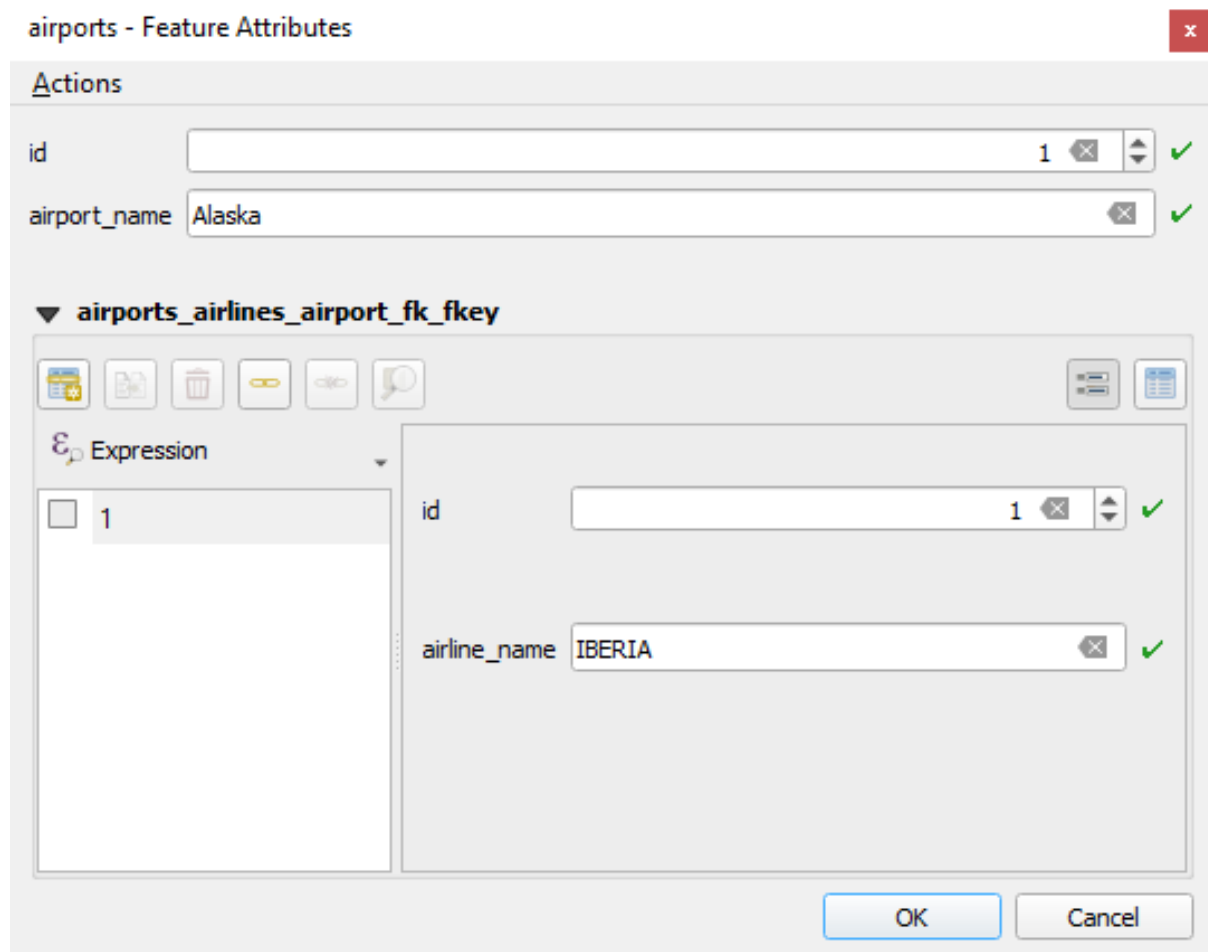 airports - Feature Attributes
x
Actions
id 1
airport_name Alaska
airports_airlines_airport_fk_fkey
ε Expression
1
id 1
airline_name IBERIA
OK Cancel